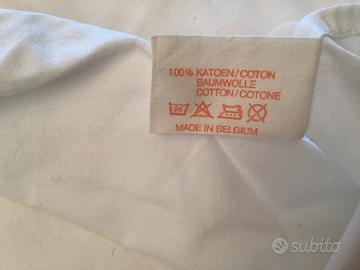 100% KATOEN/COTON
BAUMWOLLE
COTTON/COTONE
MADE IN BELGIUM
subito